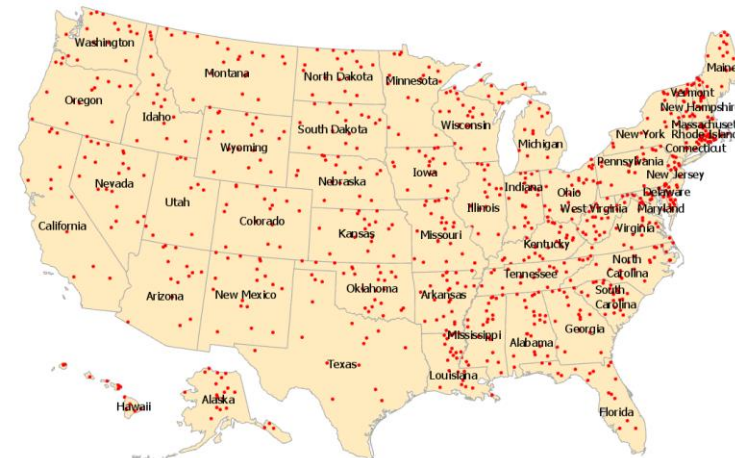 Washington
Montana
North Dakota
Minnesota
Maine
Vermont
New Hampshire
Oregon
Idaho
South Dakota
Wisconsin
Michigan
New York
Massachuset
Rhode Island
Connecticut
Wyoming
Iowa
Pennsylvania
New Jersey
Nevada
Utah
Nebraska
Illinois
Indiana
Ohio
Delaware
West Virginia
Maryland
California
Colorado
Kansas
Missouri
Kentucky
Virginia
Arizona
New Mexico
Oklahoma
Arkansas
Tennessee
North
Catolina
South
Carolina
Texas
Mississippi
Alabama
Georgia
Louisiana
Florida
Hawaii
Alaska